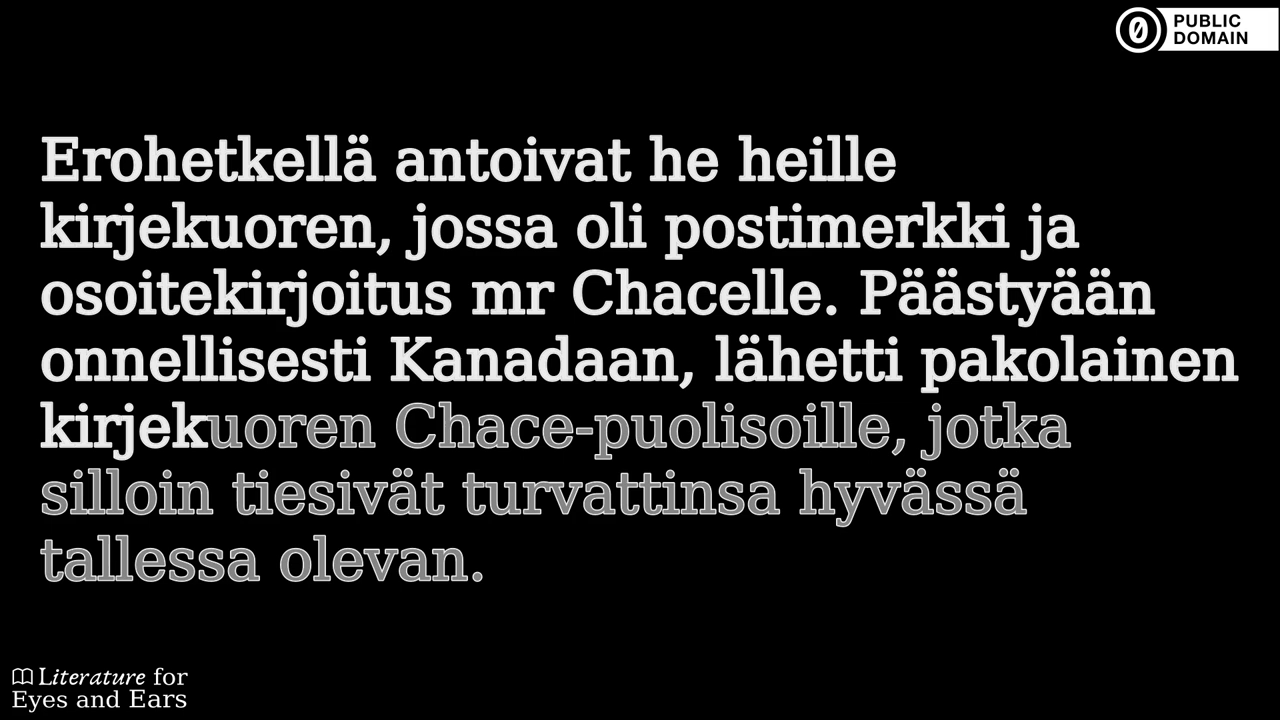 PUBLIC
DOMAIN
Erohetkellä antoivat he heille
kirjekuoren, jossa oli postimerkki ja
osoitekirjoitus mr Chacelle. Päästyään
onnellisesti Kanadaan, lähetti pakolainen
kirjekuoren Chace-puolisoille, jotka
silloin tiesivät turvattinsa hyvässä
tallessa olevan.
Literature for
Eyes and Ears